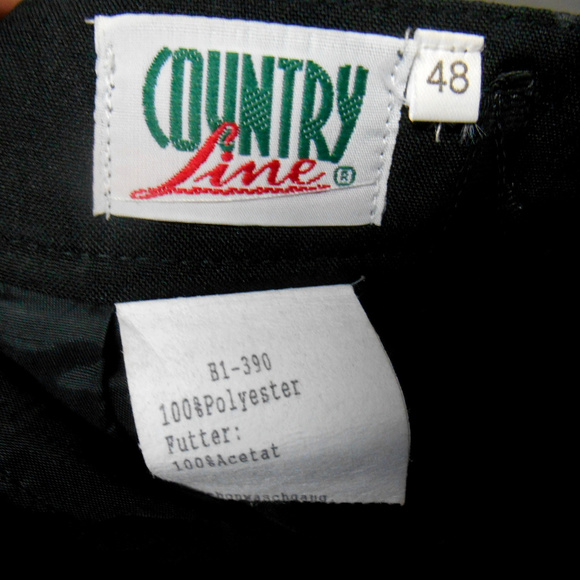 COUNTRY
Line ®
48
B1-390
100%Polyester
Futter:
100%Acetat